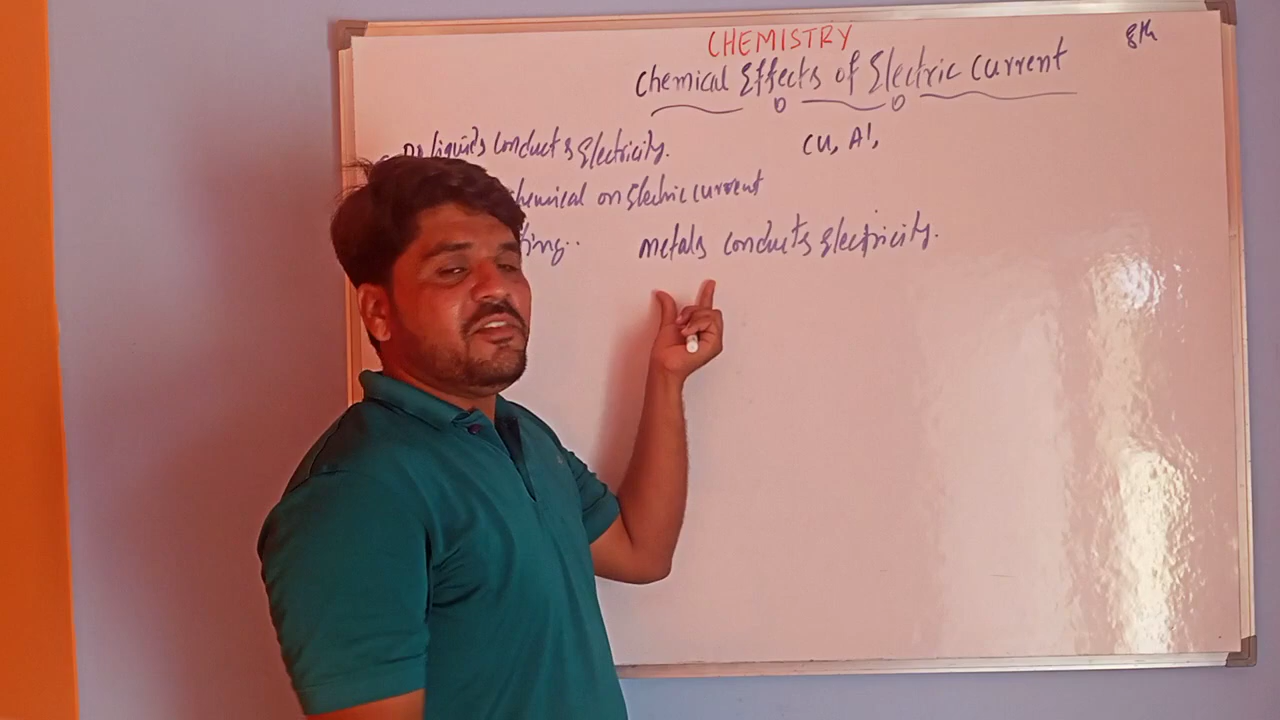 CHEMISTRY
8th
Chemical Effects of Electric current
liquids conducts Electricity.
Cu, Al,
chemical on Electric current
metals conducts Electricity.